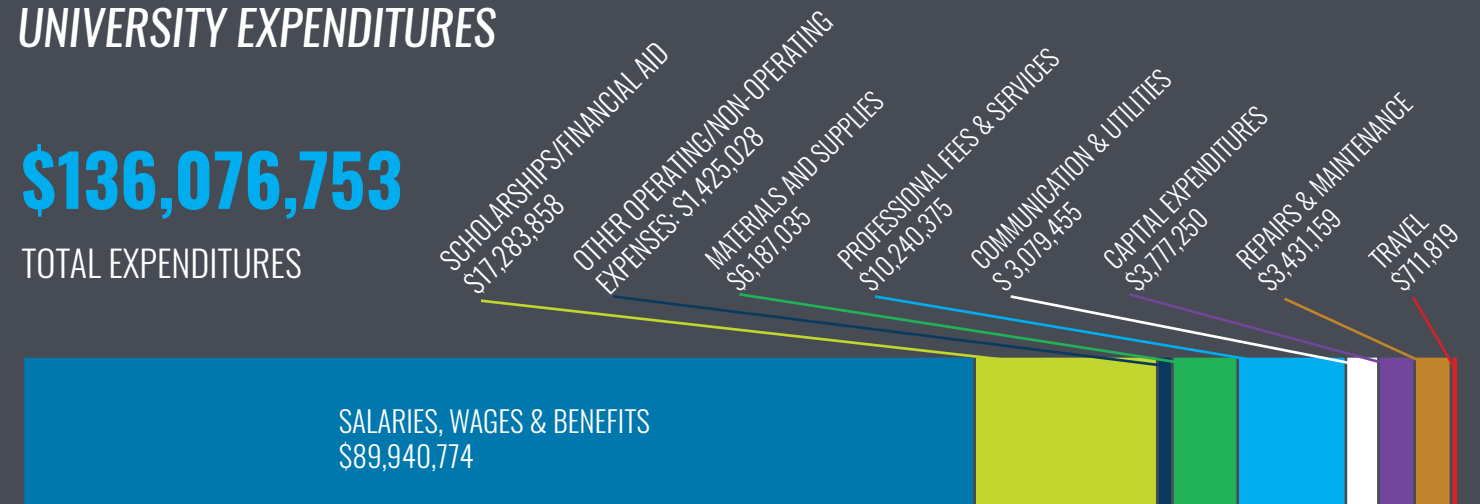 UNIVERSITY EXPENDITURES
$136,076,753
TOTAL EXPENDITURES
SCHOLARSHIPS/FINANCIAL AID
$17,283,858
OTHER OPERATING/NON-OPERATING
EXPENSES: $1,425,028
MATERIALS AND SUPPLIES
$6,187,035
PROFESSIONAL FEES & SERVICES
$10,240,375
COMMUNICATION & UTILITIES
$ 3,079,455
CAPITAL EXPENDITURES
$3,777,250
REPAIRS & MAINTENANCE
$3,431,159
TRAVEL
$711,819
SALARIES, WAGES & BENEFITS
$89,940,774